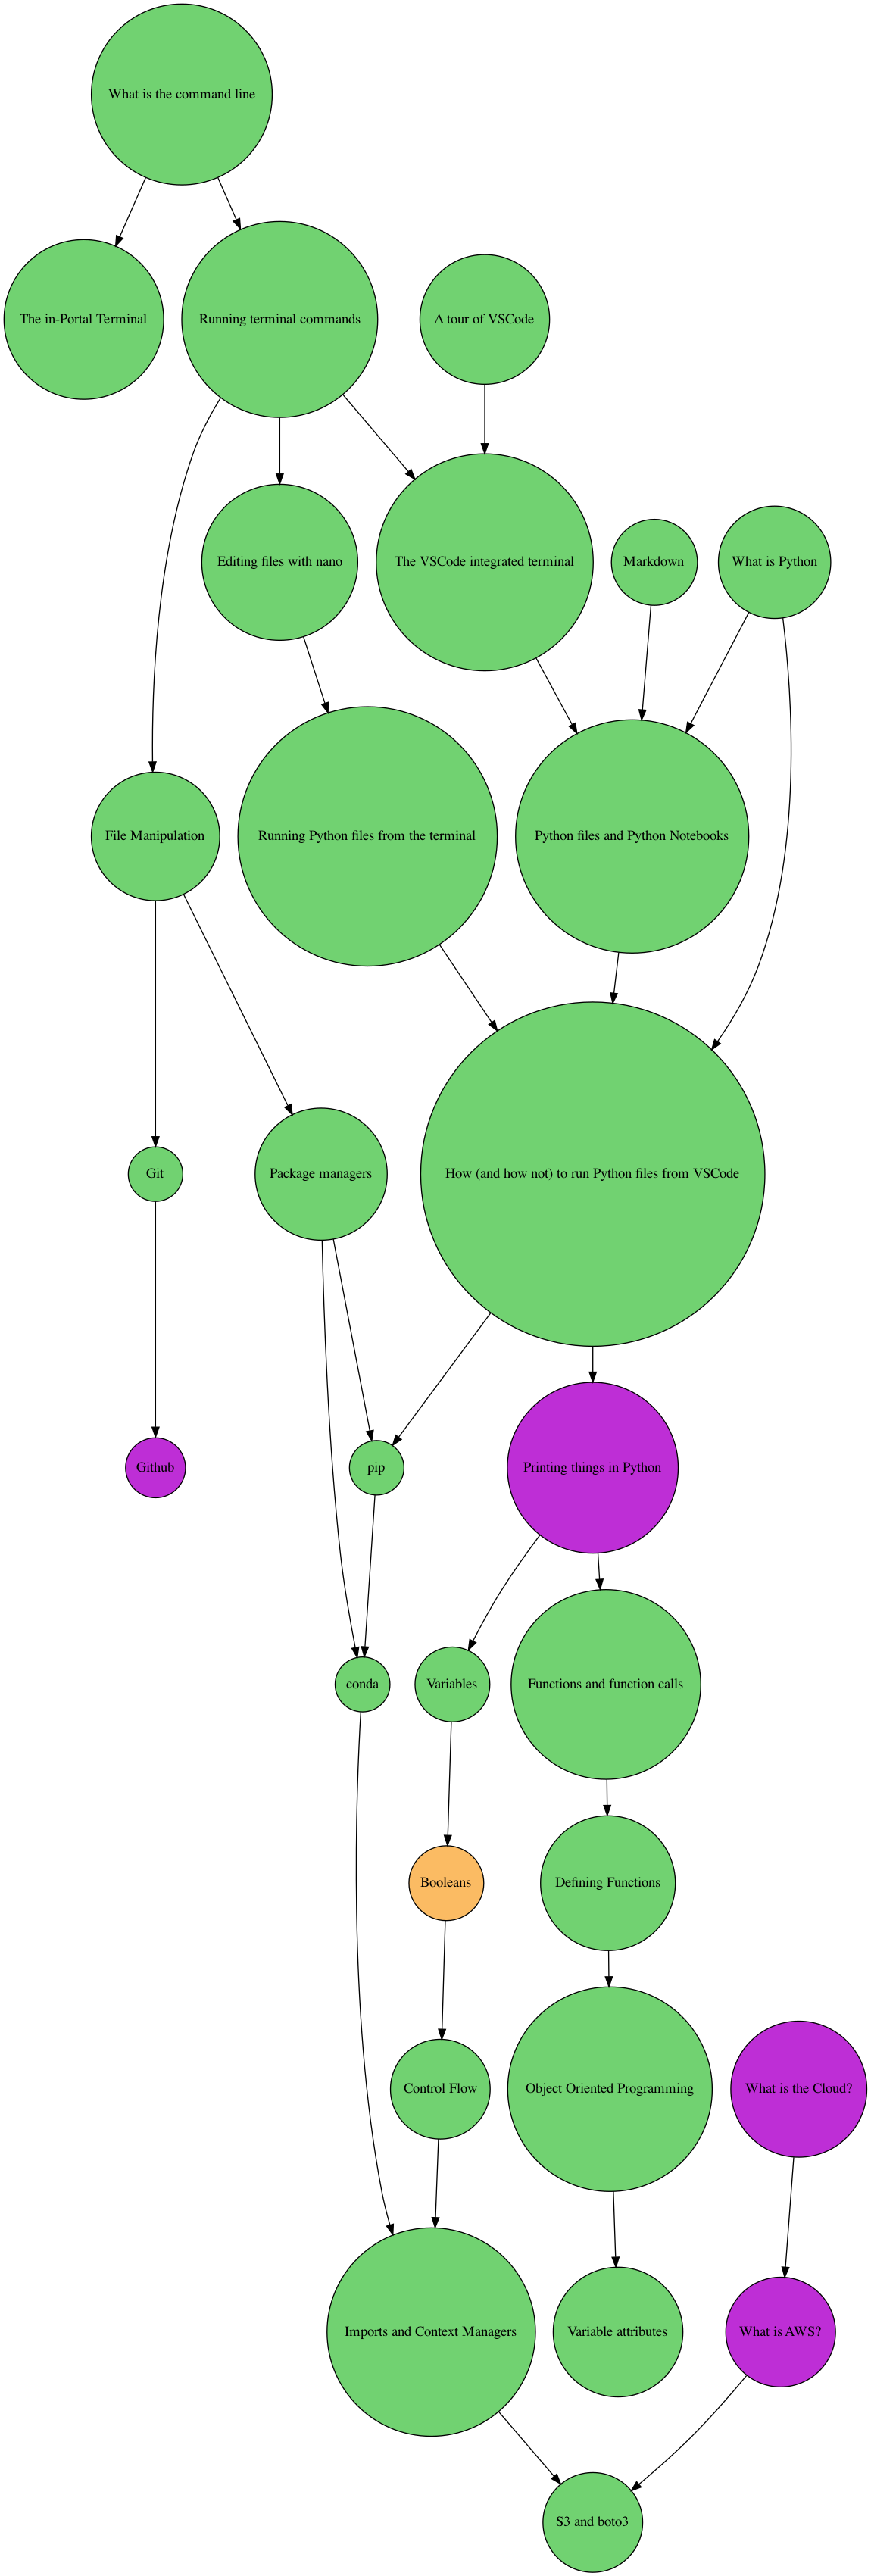 What is the command line
The in-Portal Terminal
Running terminal commands
A tour of VSCode
Editing files with nano
The VSCode integrated terminal
Markdown
What is Python
File Manipulation
Running Python files from the terminal
Python files and Python Notebooks
Git
Package managers
How (and how not) to run Python files from VSCode
Github
pip
Printing things in Python
conda
Variables
Functions and function calls
Booleans
Defining Functions
Control Flow
Object Oriented Programming
What is the Cloud?
Imports and Context Managers
Variable attributes
What is AWS?
S3 and boto3